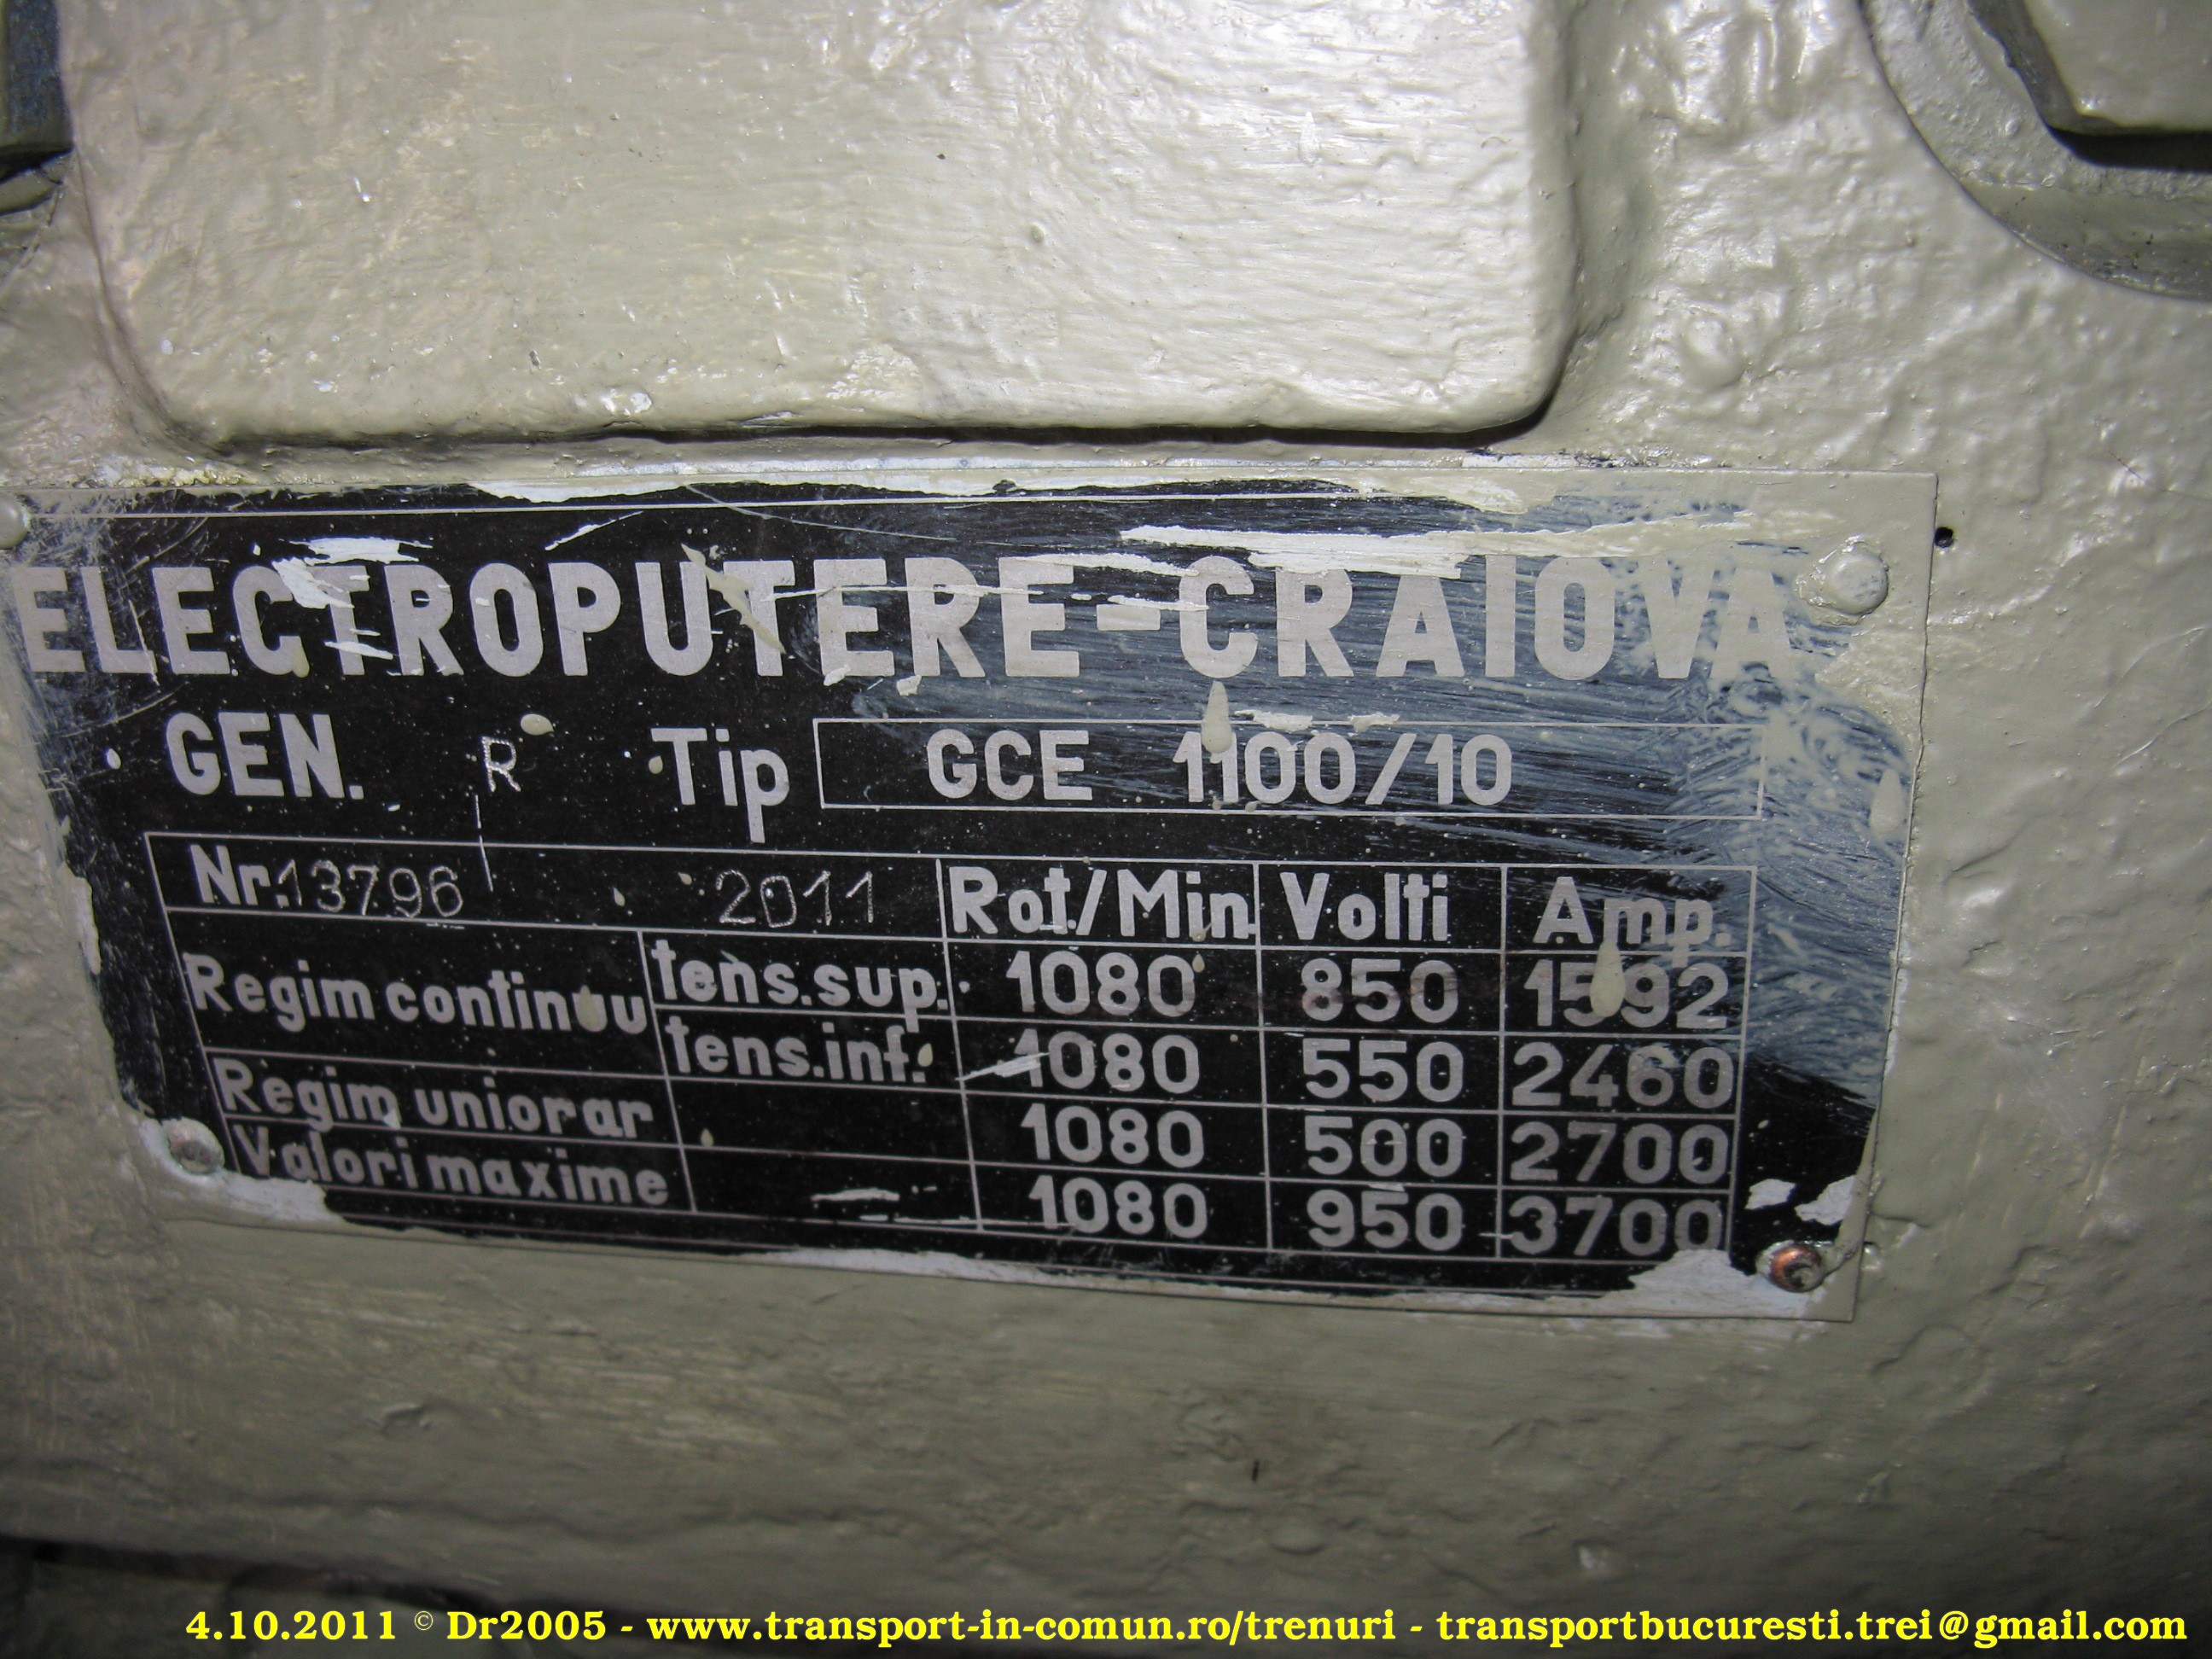 ELECTROPUTERE-CRAIOVA
GEN. R Tip GCE 1100/10
Nr. 13796 2011 Rot/Min Volti Amp.
Regim continuu tens.sup. 1080 850 1592
tens.inf. 1080 550 2460
Regim uniorar 1080 500 2700
Valori maxime 1080 950 3700
4.10.2011 © Dr2005 - www.transport-in-comun.ro/trenuri - transportbucuresti.trei@gmail.com